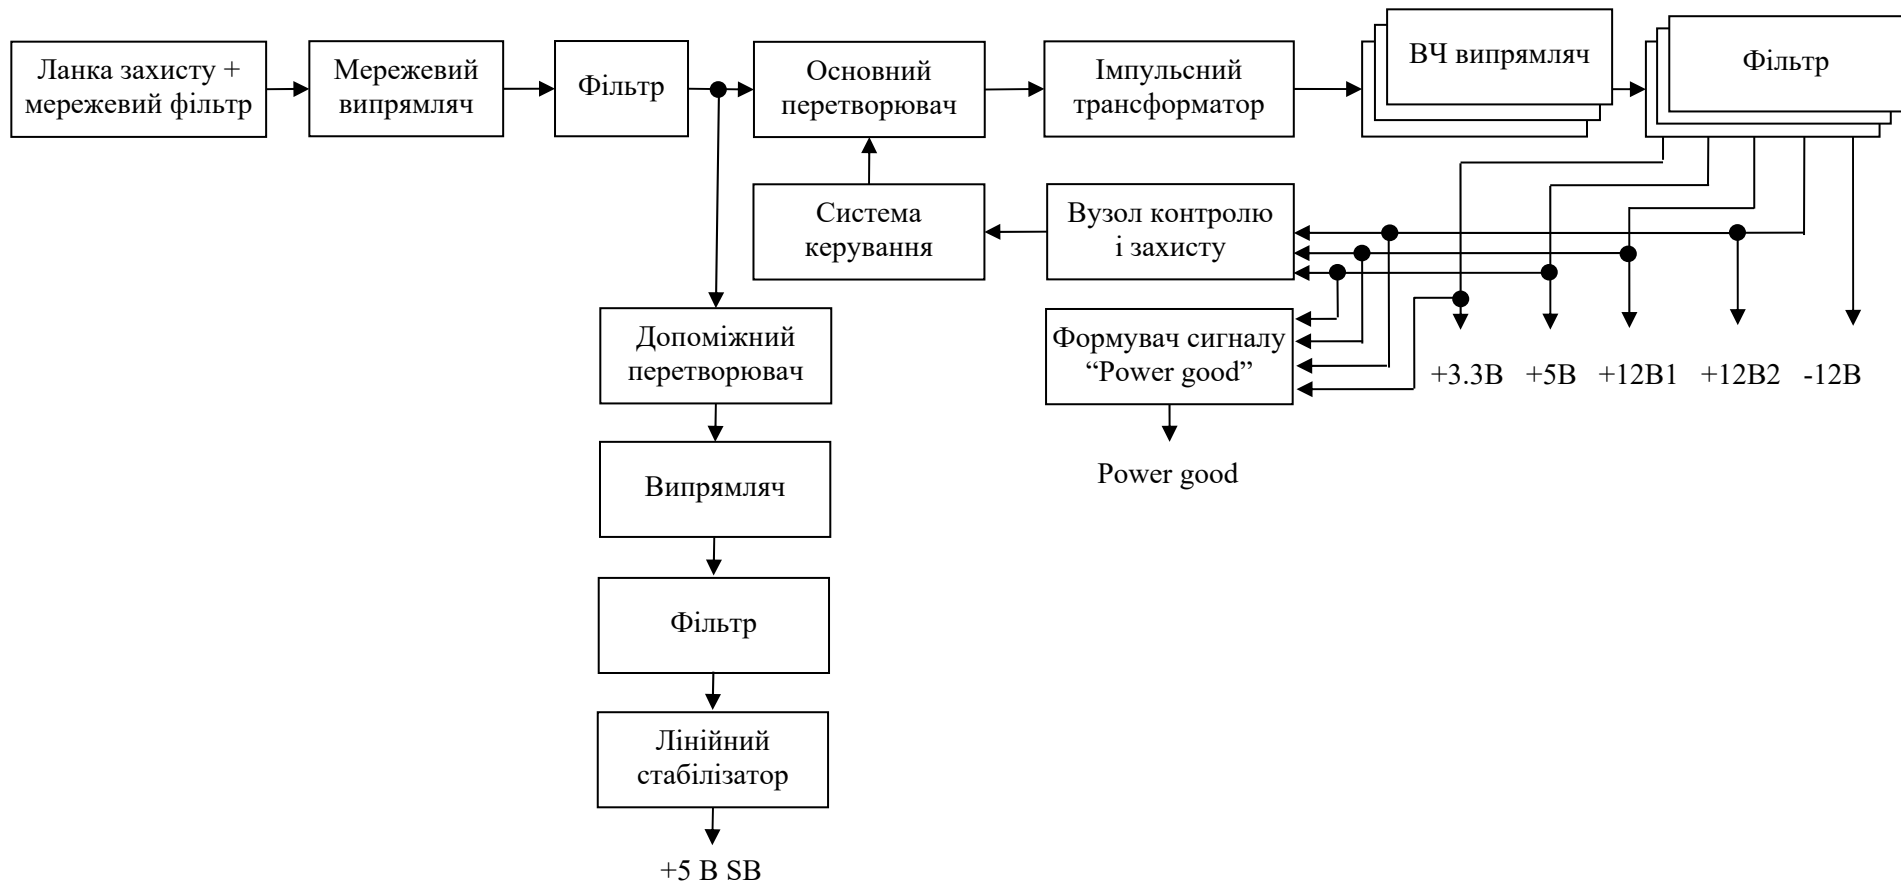 Ланка захисту +
мережевий фільтр
Мережевий
випрямляч
Фільтр
Основний
перетворювач
Імпульсний
трансформатор
ВЧ випрямляч
Фільтр
Система
керування
Вузол контролю
і захисту
Допоміжний
перетворювач
Формувач сигналу
“Power good”
+3.3В
+5В
+12В1
+12В2
-12В
Power good
Випрямляч
Фільтр
Лінійний
стабілізатор
+5 В SB